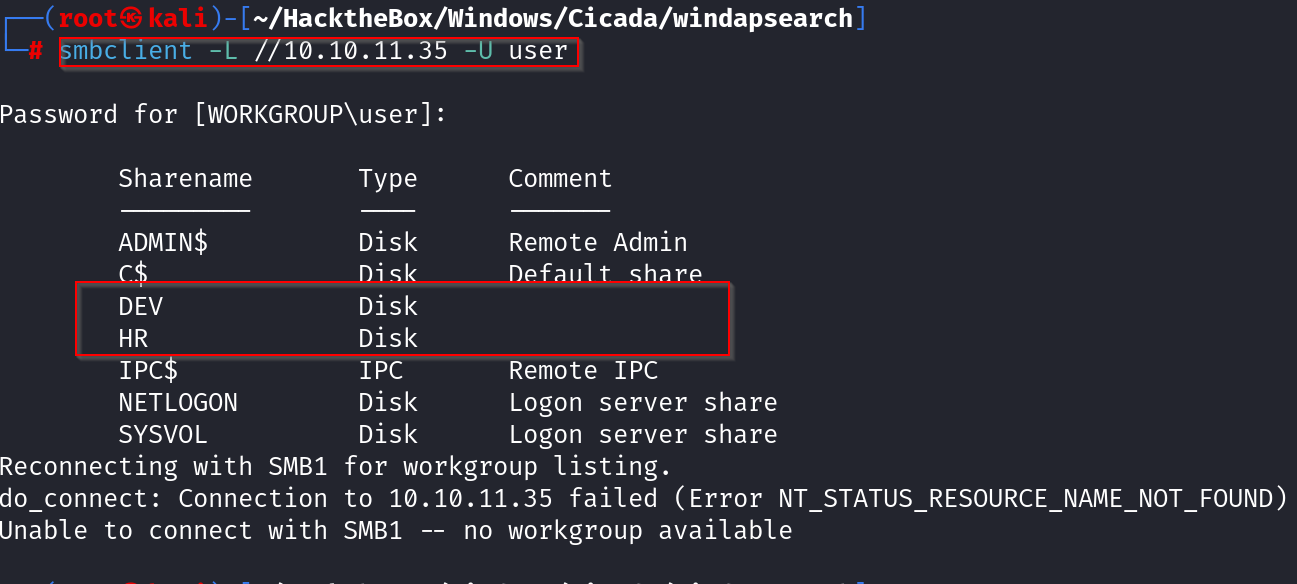 ┌──(root㉿kali)-[~/HacktheBox/Windows/Cicada/windapsearch]
└─# smbclient -L //10.10.11.35 -U user
Password for [WORKGROUP\user]:
Sharename Type Comment
--------- ---- -------
ADMIN$ Disk Remote Admin
C$ Disk Default share
DEV Disk
HR Disk
IPC$ IPC Remote IPC
NETLOGON Disk Logon server share
SYSVOL Disk Logon server share
Reconnecting with SMB1 for workgroup listing.
do_connect: Connection to 10.10.11.35 failed (Error NT_STATUS_RESOURCE_NAME_NOT_FOUND)
Unable to connect with SMB1 -- no workgroup available